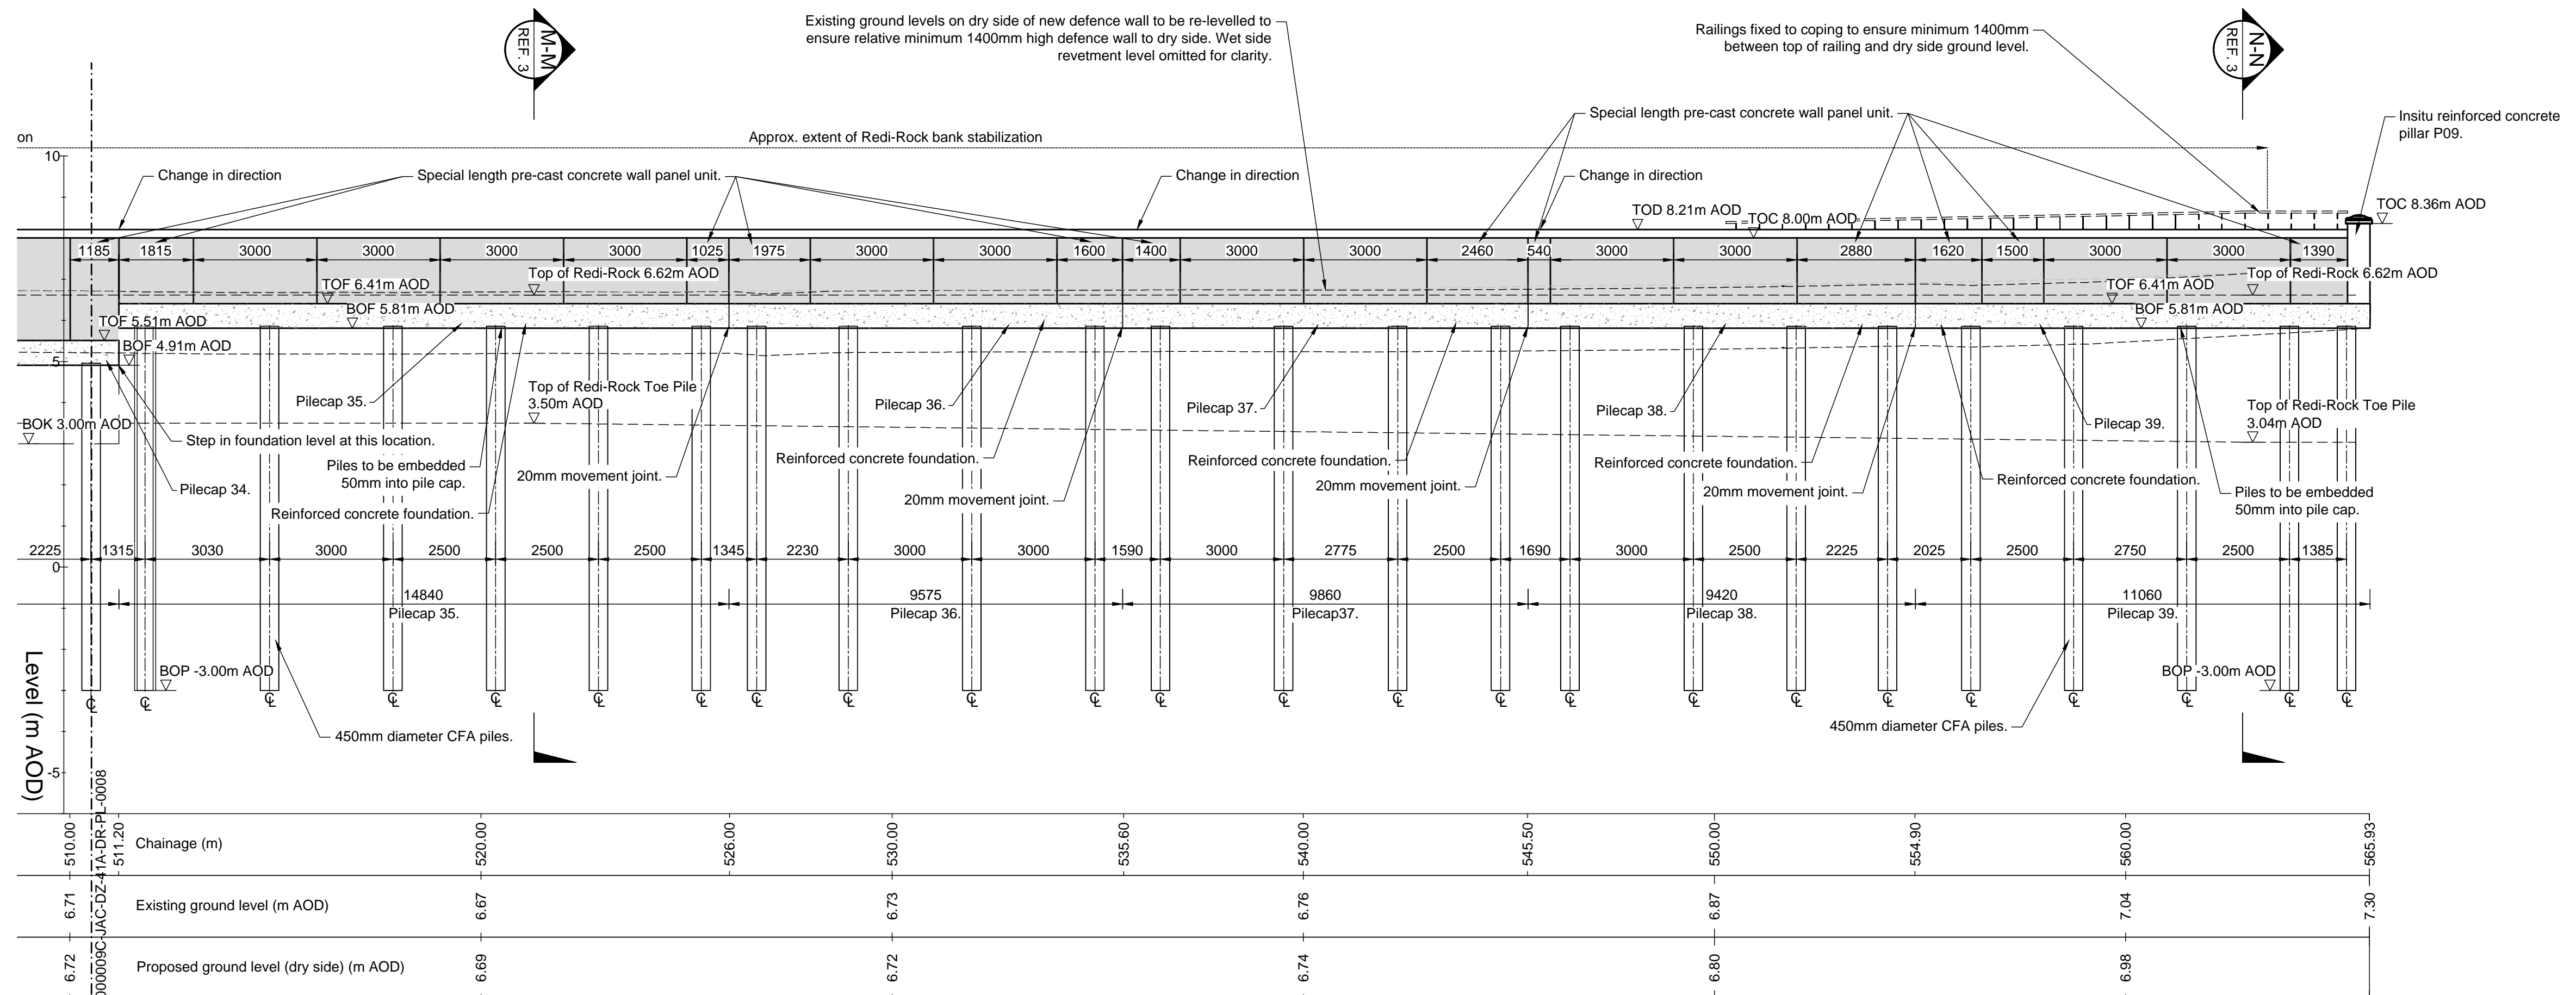 M-M
REF. 3
Existing ground levels on dry side of new defence wall to be re-levelled to
ensure relative minimum 1400mm high defence wall to dry side. Wet side
revetment level omitted for clarity.
Railings fixed to coping to ensure minimum 1400mm
between top of railing and dry side ground level.
N-N
REF. 3
Special length pre-cast concrete wall panel unit.
Insitu reinforced concrete
pillar P09.
on
Approx. extent of Redi-Rock bank stabilization
10
Change in direction
Special length pre-cast concrete wall panel unit.
Change in direction
Change in direction
TOD 8.21m AOD
TOC 8.00m AOD
TOC 8.36m AOD
1185 1815 3000 3000 3000 3000 1025 1975 3000 3000 1600 1400 3000 3000 2460 540 3000 3000 2880 1620 1500 3000 3000 1390
Top of Redi-Rock 6.62m AOD
Top of Redi-Rock 6.62m AOD
TOF 6.41m AOD
TOF 6.41m AOD
BOF 5.81m AOD
BOF 5.81m AOD
TOF 5.51m AOD
BOF 4.91m AOD
5
Top of Redi-Rock Toe Pile
3.50m AOD
Top of Redi-Rock Toe Pile
3.04m AOD
Pilecap 35.
Pilecap 36.
Pilecap 37.
Pilecap 38.
Pilecap 39.
BOK 3.00m AOD
Step in foundation level at this location.
Piles to be embedded
50mm into pile cap.
20mm movement joint.
Reinforced concrete foundation.
Reinforced concrete foundation.
20mm movement joint.
Reinforced concrete foundation.
20mm movement joint.
Reinforced concrete foundation.
20mm movement joint.
Reinforced concrete foundation.
Piles to be embedded
50mm into pile cap.
Pilecap 34.
2225 1315 3030 3000 2500 2500 2500 1345 2230 3000 3000 1590 3000 2775 2500 1690 3000 2500 2225 2025 2500 2750 2500 1385
0
14840 9575 9860 9420 11060
Pilecap 35. Pilecap 36. Pilecap37. Pilecap 38. Pilecap 39.
Level (m AOD)
BOP -3.00m AOD
BOP -3.00m AOD
℄ ℄ ℄ ℄ ℄ ℄ ℄ ℄ ℄ ℄ ℄ ℄ ℄ ℄ ℄ ℄ ℄ ℄ ℄ ℄ ℄ ℄ ℄ ℄
450mm diameter CFA piles.
450mm diameter CFA piles.
-5
000009C-JAC-DZ-41A-DR-PL-0008
510.00 511.20 Chainage (m) 520.00 526.00 530.00 535.60 540.00 545.50 550.00 554.90 560.00 565.93
6.71 Existing ground level (m AOD) 6.67 6.73 6.76 6.87 7.04 7.30
6.72 Proposed ground level (dry side) (m AOD) 6.69 6.72 6.74 6.80 6.98